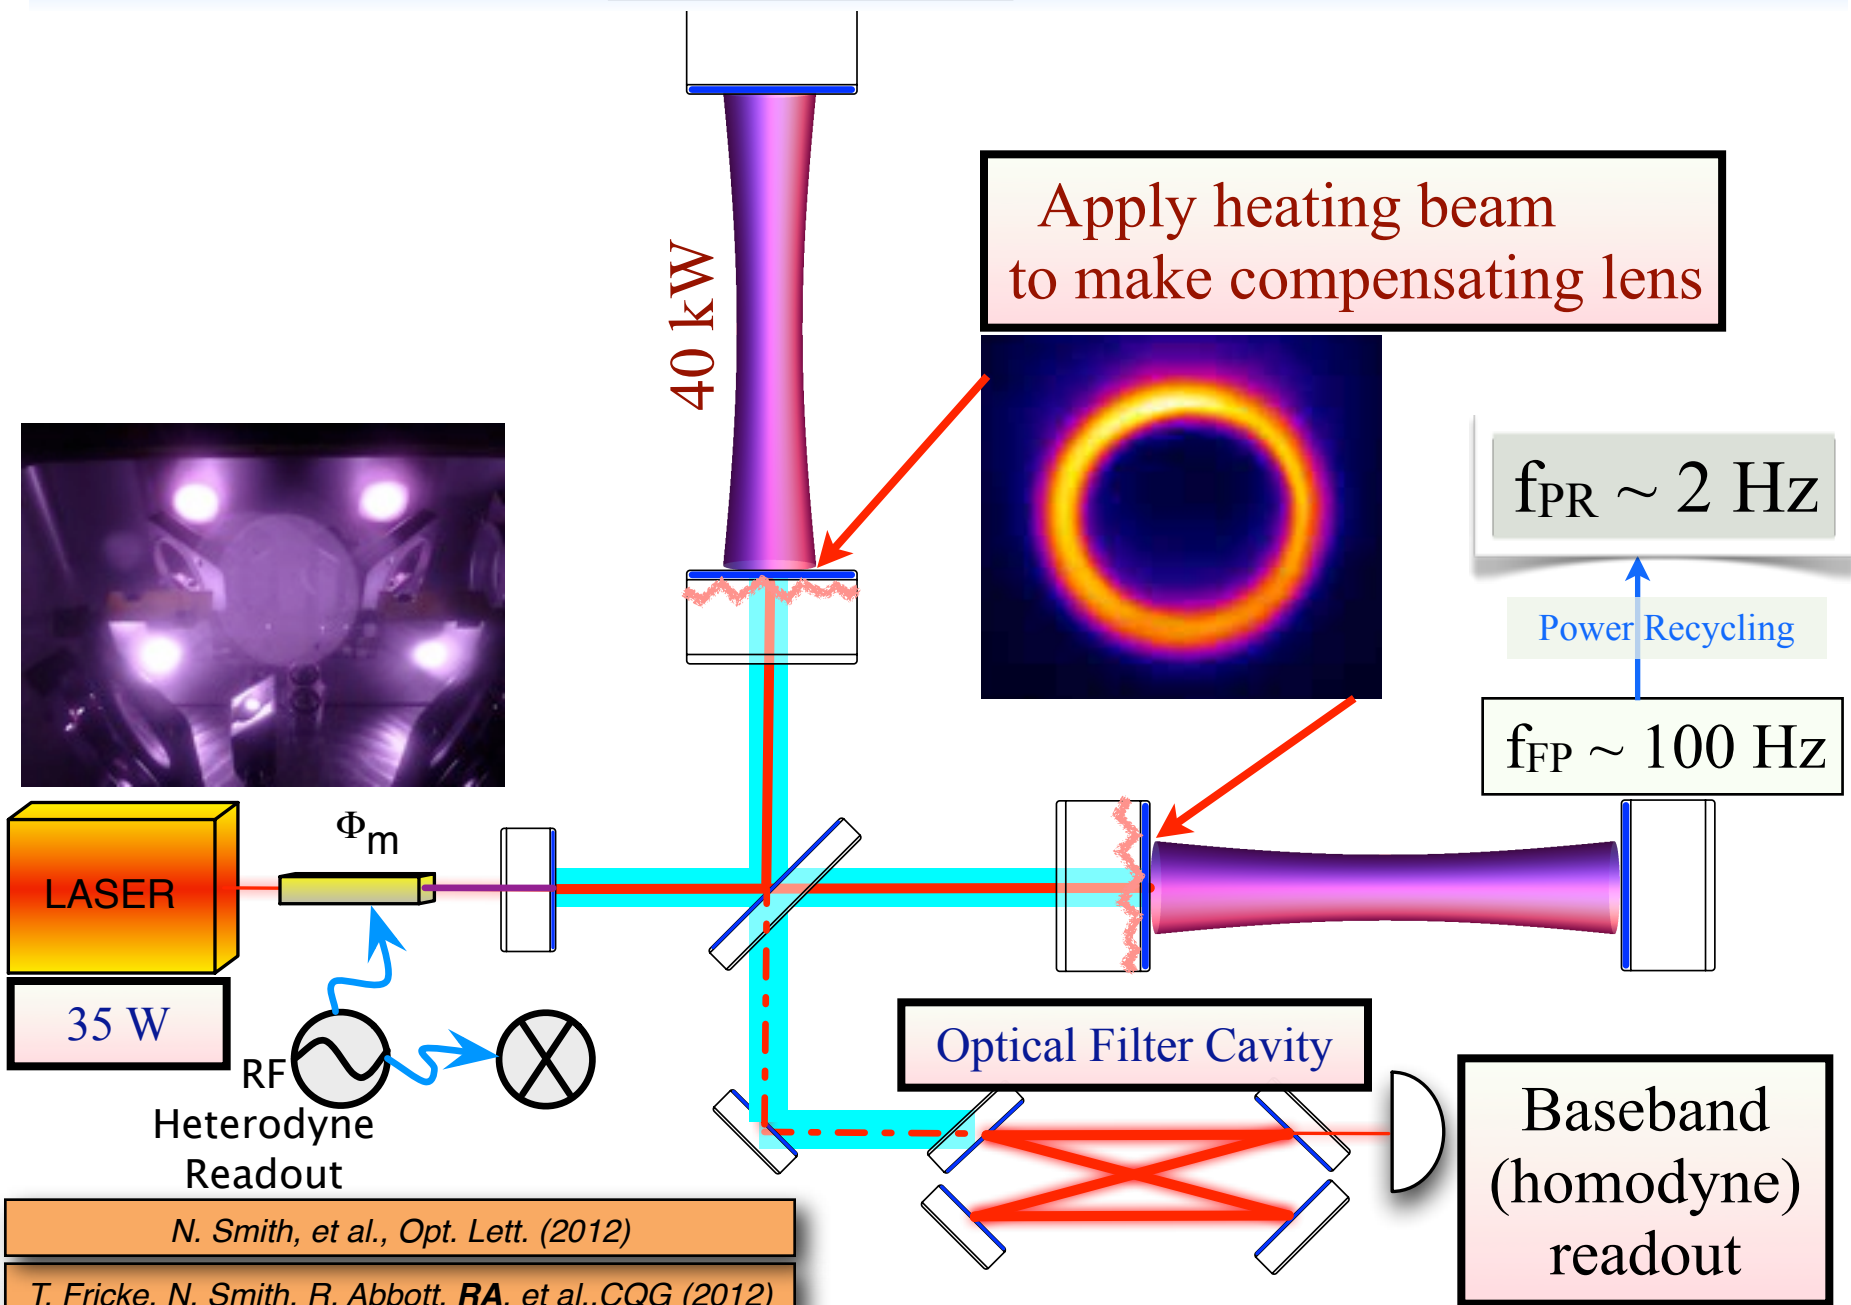 Apply heating beam
to make compensating lens
40 kW
fPR ~ 2 Hz
Power Recycling
fFP ~ 100 Hz
Φm
LASER
35 W
RF
Heterodyne
Readout
Optical Filter Cavity
Baseband
(homodyne)
readout
N. Smith, et al., Opt. Lett. (2012)
T. Fricke, N. Smith, R. Abbott, RA, et al.,CQG (2012)